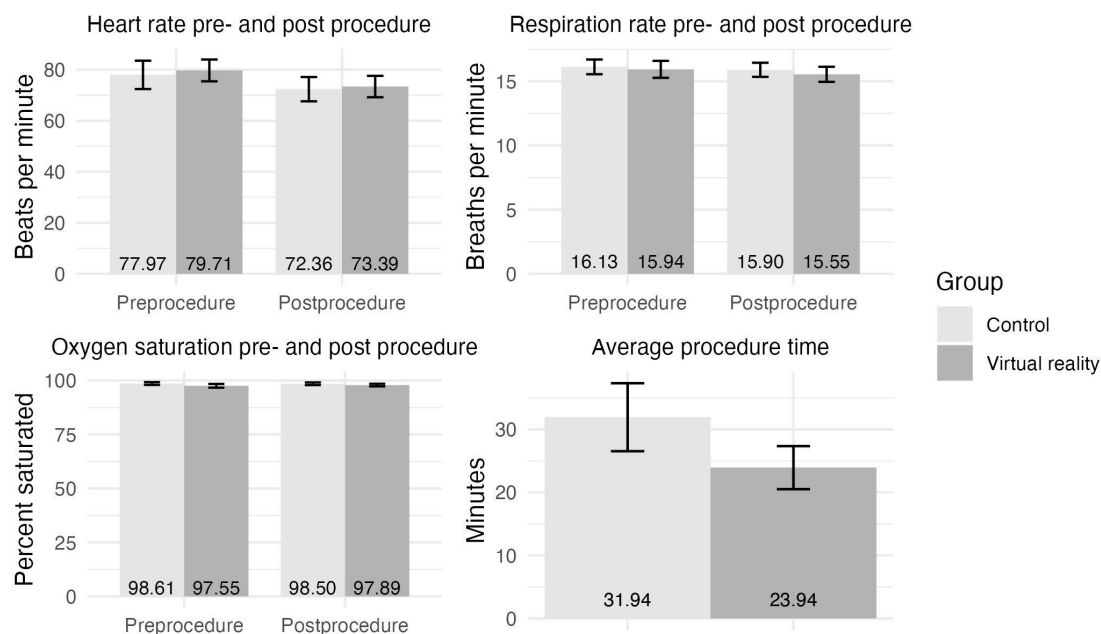 Heart rate pre- and post procedure
Beats per minute
80
60
40
20
0
77.97 79.71 72.36 73.39
Preprocedure Postprocedure
Respiration rate pre- and post procedure
Breaths per minute
15
10
5
0
16.13 15.94 15.90 15.55
Preprocedure Postprocedure
Oxygen saturation pre- and post procedure
Percent saturated
100
75
50
25
0
98.61 97.55 98.50 97.89
Preprocedure Postprocedure
Average procedure time
Minutes
30
20
10
0
31.94 23.94
Group
Control
Virtual reality